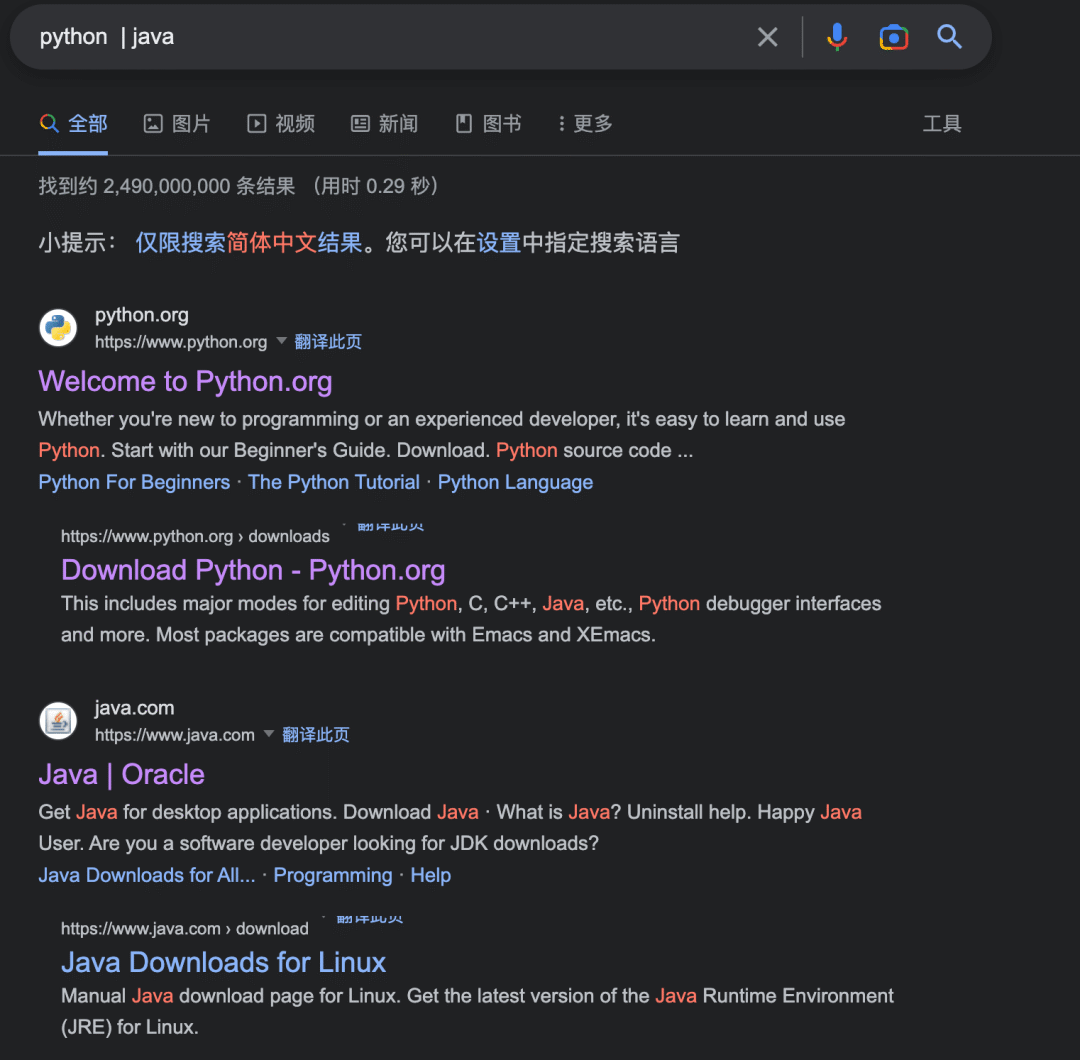 python | java
全部 图片 视频 新闻 图书 更多 工具
找到约 2,490,000,000 条结果 （用时 0.29 秒）
小提示： 仅限搜索简体中文结果。您可以在设置中指定搜索语言
python.org
https://www.python.org 翻译此页
Welcome to Python.org
Whether you're new to programming or an experienced developer, it's easy to learn and use
Python. Start with our Beginner's Guide. Download. Python source code ...
Python For Beginners · The Python Tutorial · Python Language
https://www.python.org › downloads · 翻译此页
Download Python - Python.org
This includes major modes for editing Python, C, C++, Java, etc., Python debugger interfaces
and more. Most packages are compatible with Emacs and XEmacs.
java.com
https://www.java.com 翻译此页
Java | Oracle
Get Java for desktop applications. Download Java · What is Java? Uninstall help. Happy Java
User. Are you a software developer looking for JDK downloads?
Java Downloads for All... · Programming · Help
https://www.java.com › download · 翻译此页
Java Downloads for Linux
Manual Java download page for Linux. Get the latest version of the Java Runtime Environment
(JRE) for Linux.